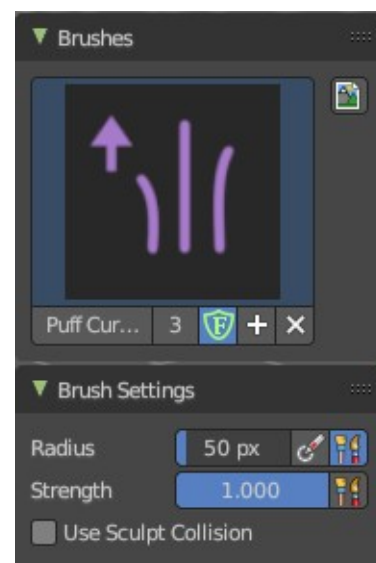 Brushes
Puff Cur... 3 F
Brush Settings
Radius 50 px
Strength 1.000
Use Sculpt Collision